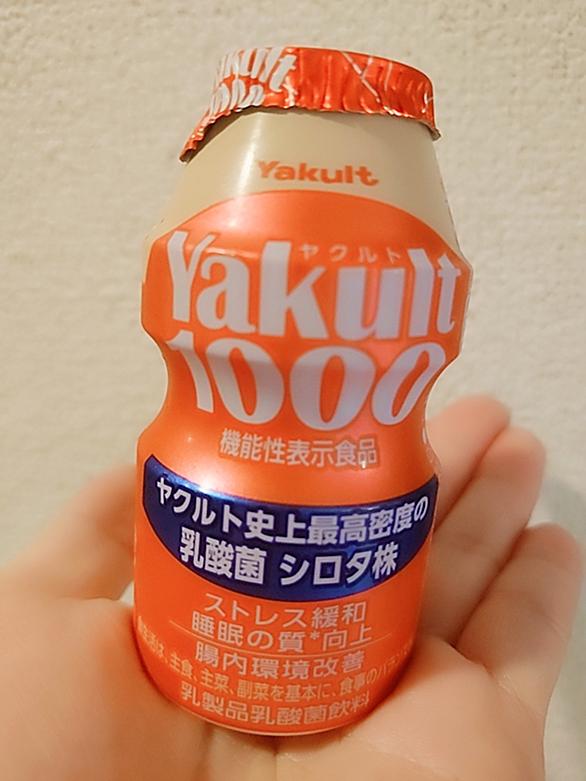 Yakult
1000
Yakult
ヤクルト
Yakult
1000
機能性表示食品
ヤクルト史上最高密度の
乳酸菌 シロタ株
ストレス緩和
睡眠の質*向上
腸内環境改善
は、主食、主菜、副菜を基本に、食事のバラン
乳製品乳酸菌飲料